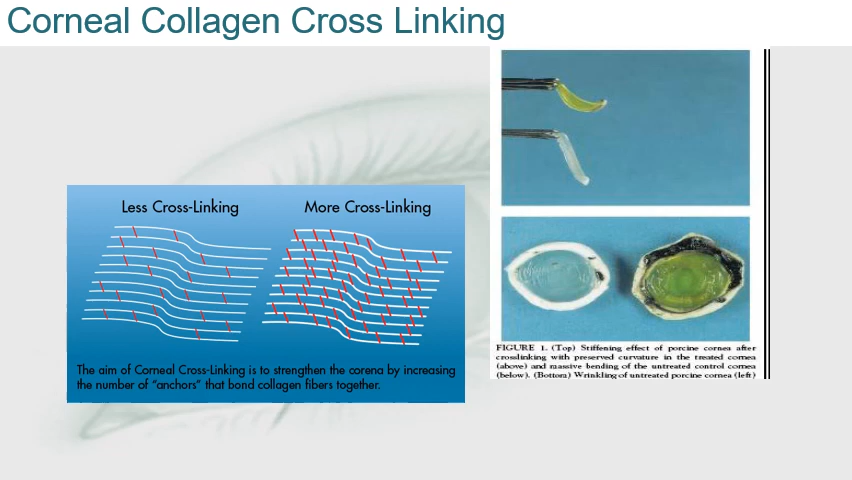 Corneal Collagen Cross Linking
Less Cross-Linking
More Cross-Linking
The aim of Corneal Cross-Linking is to strengthen the corena by increasing
the number of "anchors" that bond collagen fibers together.
FIGURE 1. (Top) Stiffening effect of porcine cornea after
crosslinking with preserved curvature in the treated cornea
(above) and massive bending of the untreated control cornea
(below). (Bottom) Wrinkling of untreated porcine cornea (left)